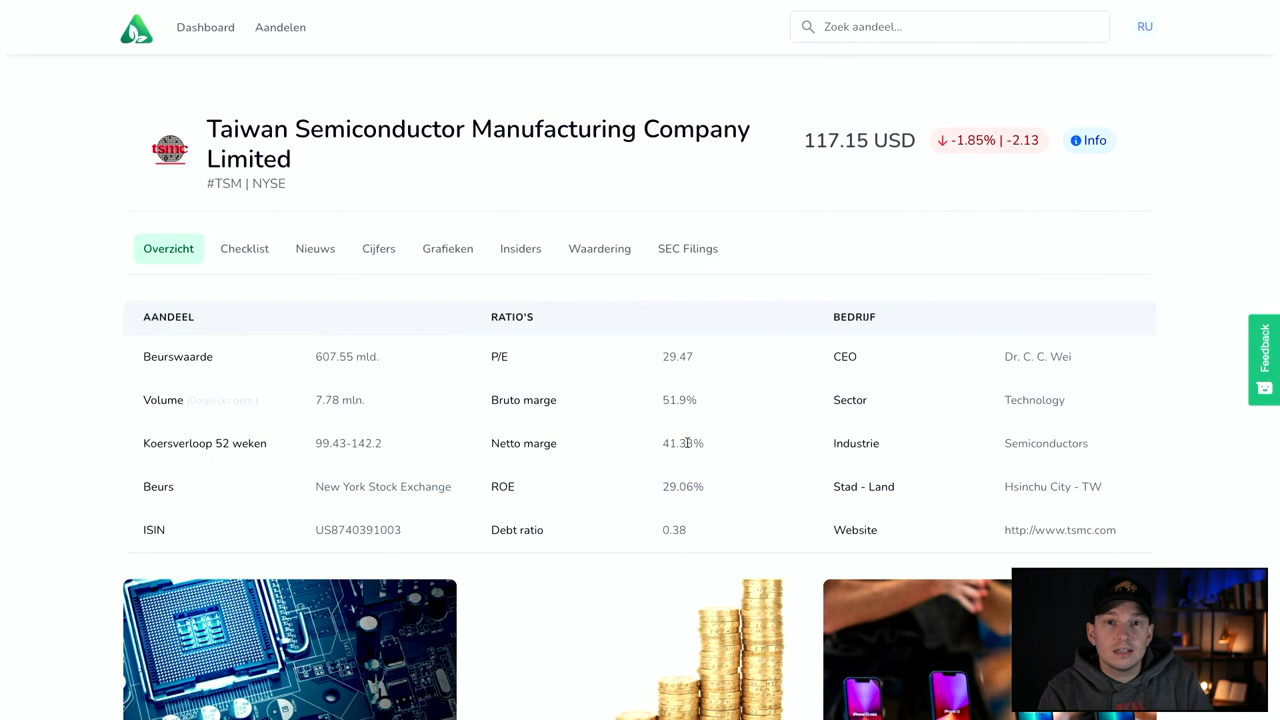 Dashboard
Aandelen
Zoek aandeel...
RU
tsmc
Taiwan Semiconductor Manufacturing Company
Limited
#TSM | NYSE
117.15 USD
-1.85% | -2.13
Info
Overzicht
Checklist
Nieuws
Cijfers
Grafieken
Insiders
Waardering
SEC Filings
AANDEEL
RATIO'S
BEDRIJF
Beurswaarde
607.55 mld.
P/E
29.47
CEO
Dr. C. C. Wei
Volume (Dagelijks gem.)
7.78 mln.
Bruto marge
51.9%
Sector
Technology
Koersverloop 52 weken
99.43-142.2
Netto marge
Industrie
Semiconductors
Beurs
New York Stock Exchange
ROE
29.06%
Stad - Land
Hsinchu City - TW
ISIN
US8740391003
Debt ratio
0.38
Website
http://www.tsmc.com
Feedback